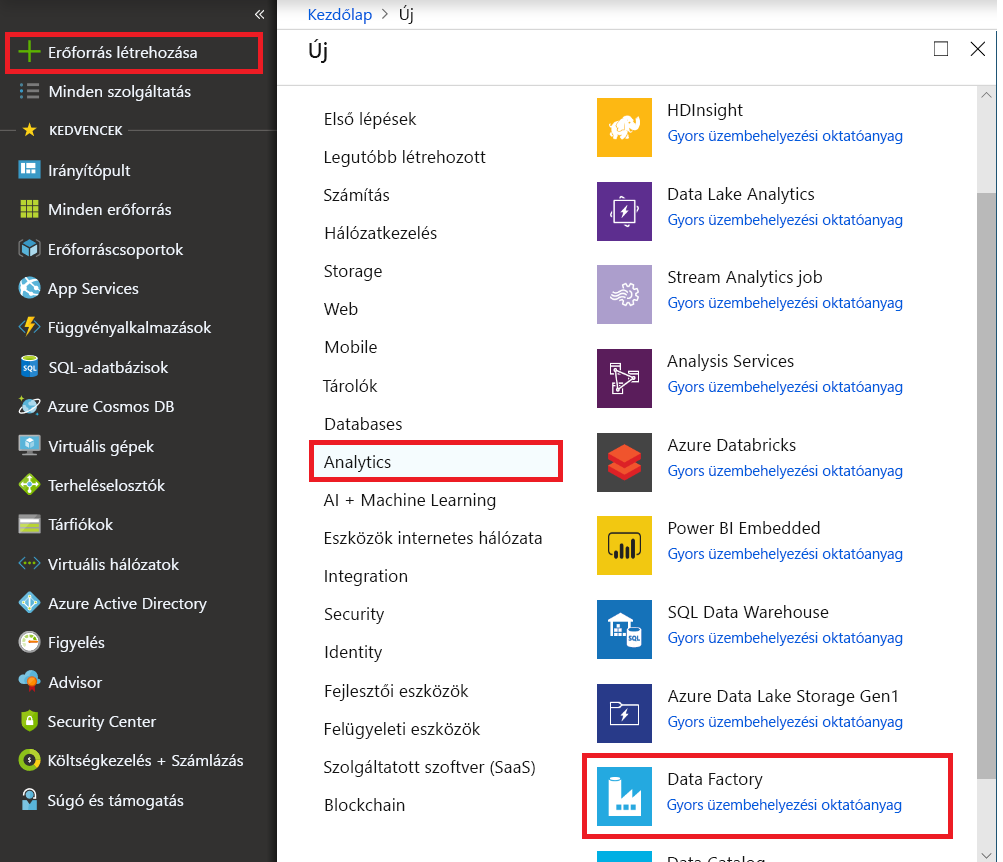 «
Erőforrás létrehozása
Minden szolgáltatás
KEDVENCEK
Irányítópult
Minden erőforrás
Erőforráscsoportok
App Services
Függvényalkalmazások
SQL-adatbázisok
Azure Cosmos DB
Virtuális gépek
Terheléselosztók
Tárfiókok
Virtuális hálózatok
Azure Active Directory
Figyelés
Advisor
Security Center
Költségkezelés + Számlázás
Súgó és támogatás
Kezdőlap > Új
Új
Első lépések
Legutóbb létrehozott
Számítás
Hálózatkezelés
Storage
Web
Mobile
Tárolók
Databases
Analytics
AI + Machine Learning
Eszközök internetes hálózata
Integration
Security
Identity
Fejlesztői eszközök
Felügyeleti eszközök
Szolgáltatott szoftver (SaaS)
Blockchain
HDInsight
Gyors üzembehelyezési oktatóanyag
Data Lake Analytics
Gyors üzembehelyezési oktatóanyag
Stream Analytics job
Gyors üzembehelyezési oktatóanyag
Analysis Services
Gyors üzembehelyezési oktatóanyag
Azure Databricks
Gyors üzembehelyezési oktatóanyag
Power BI Embedded
Gyors üzembehelyezési oktatóanyag
SQL Data Warehouse
Gyors üzembehelyezési oktatóanyag
Azure Data Lake Storage Gen1
Gyors üzembehelyezési oktatóanyag
Data Factory
Gyors üzembehelyezési oktatóanyag
Data Catalog